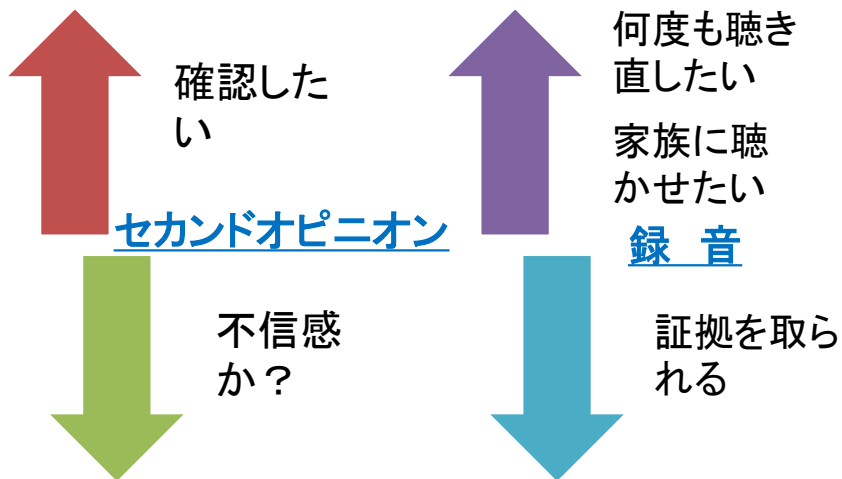 確認した
い
セカンドオピニオン
不信感
か？
何度も聴き
直したい
家族に聴
かせたい
録　音
証拠を取ら
れる